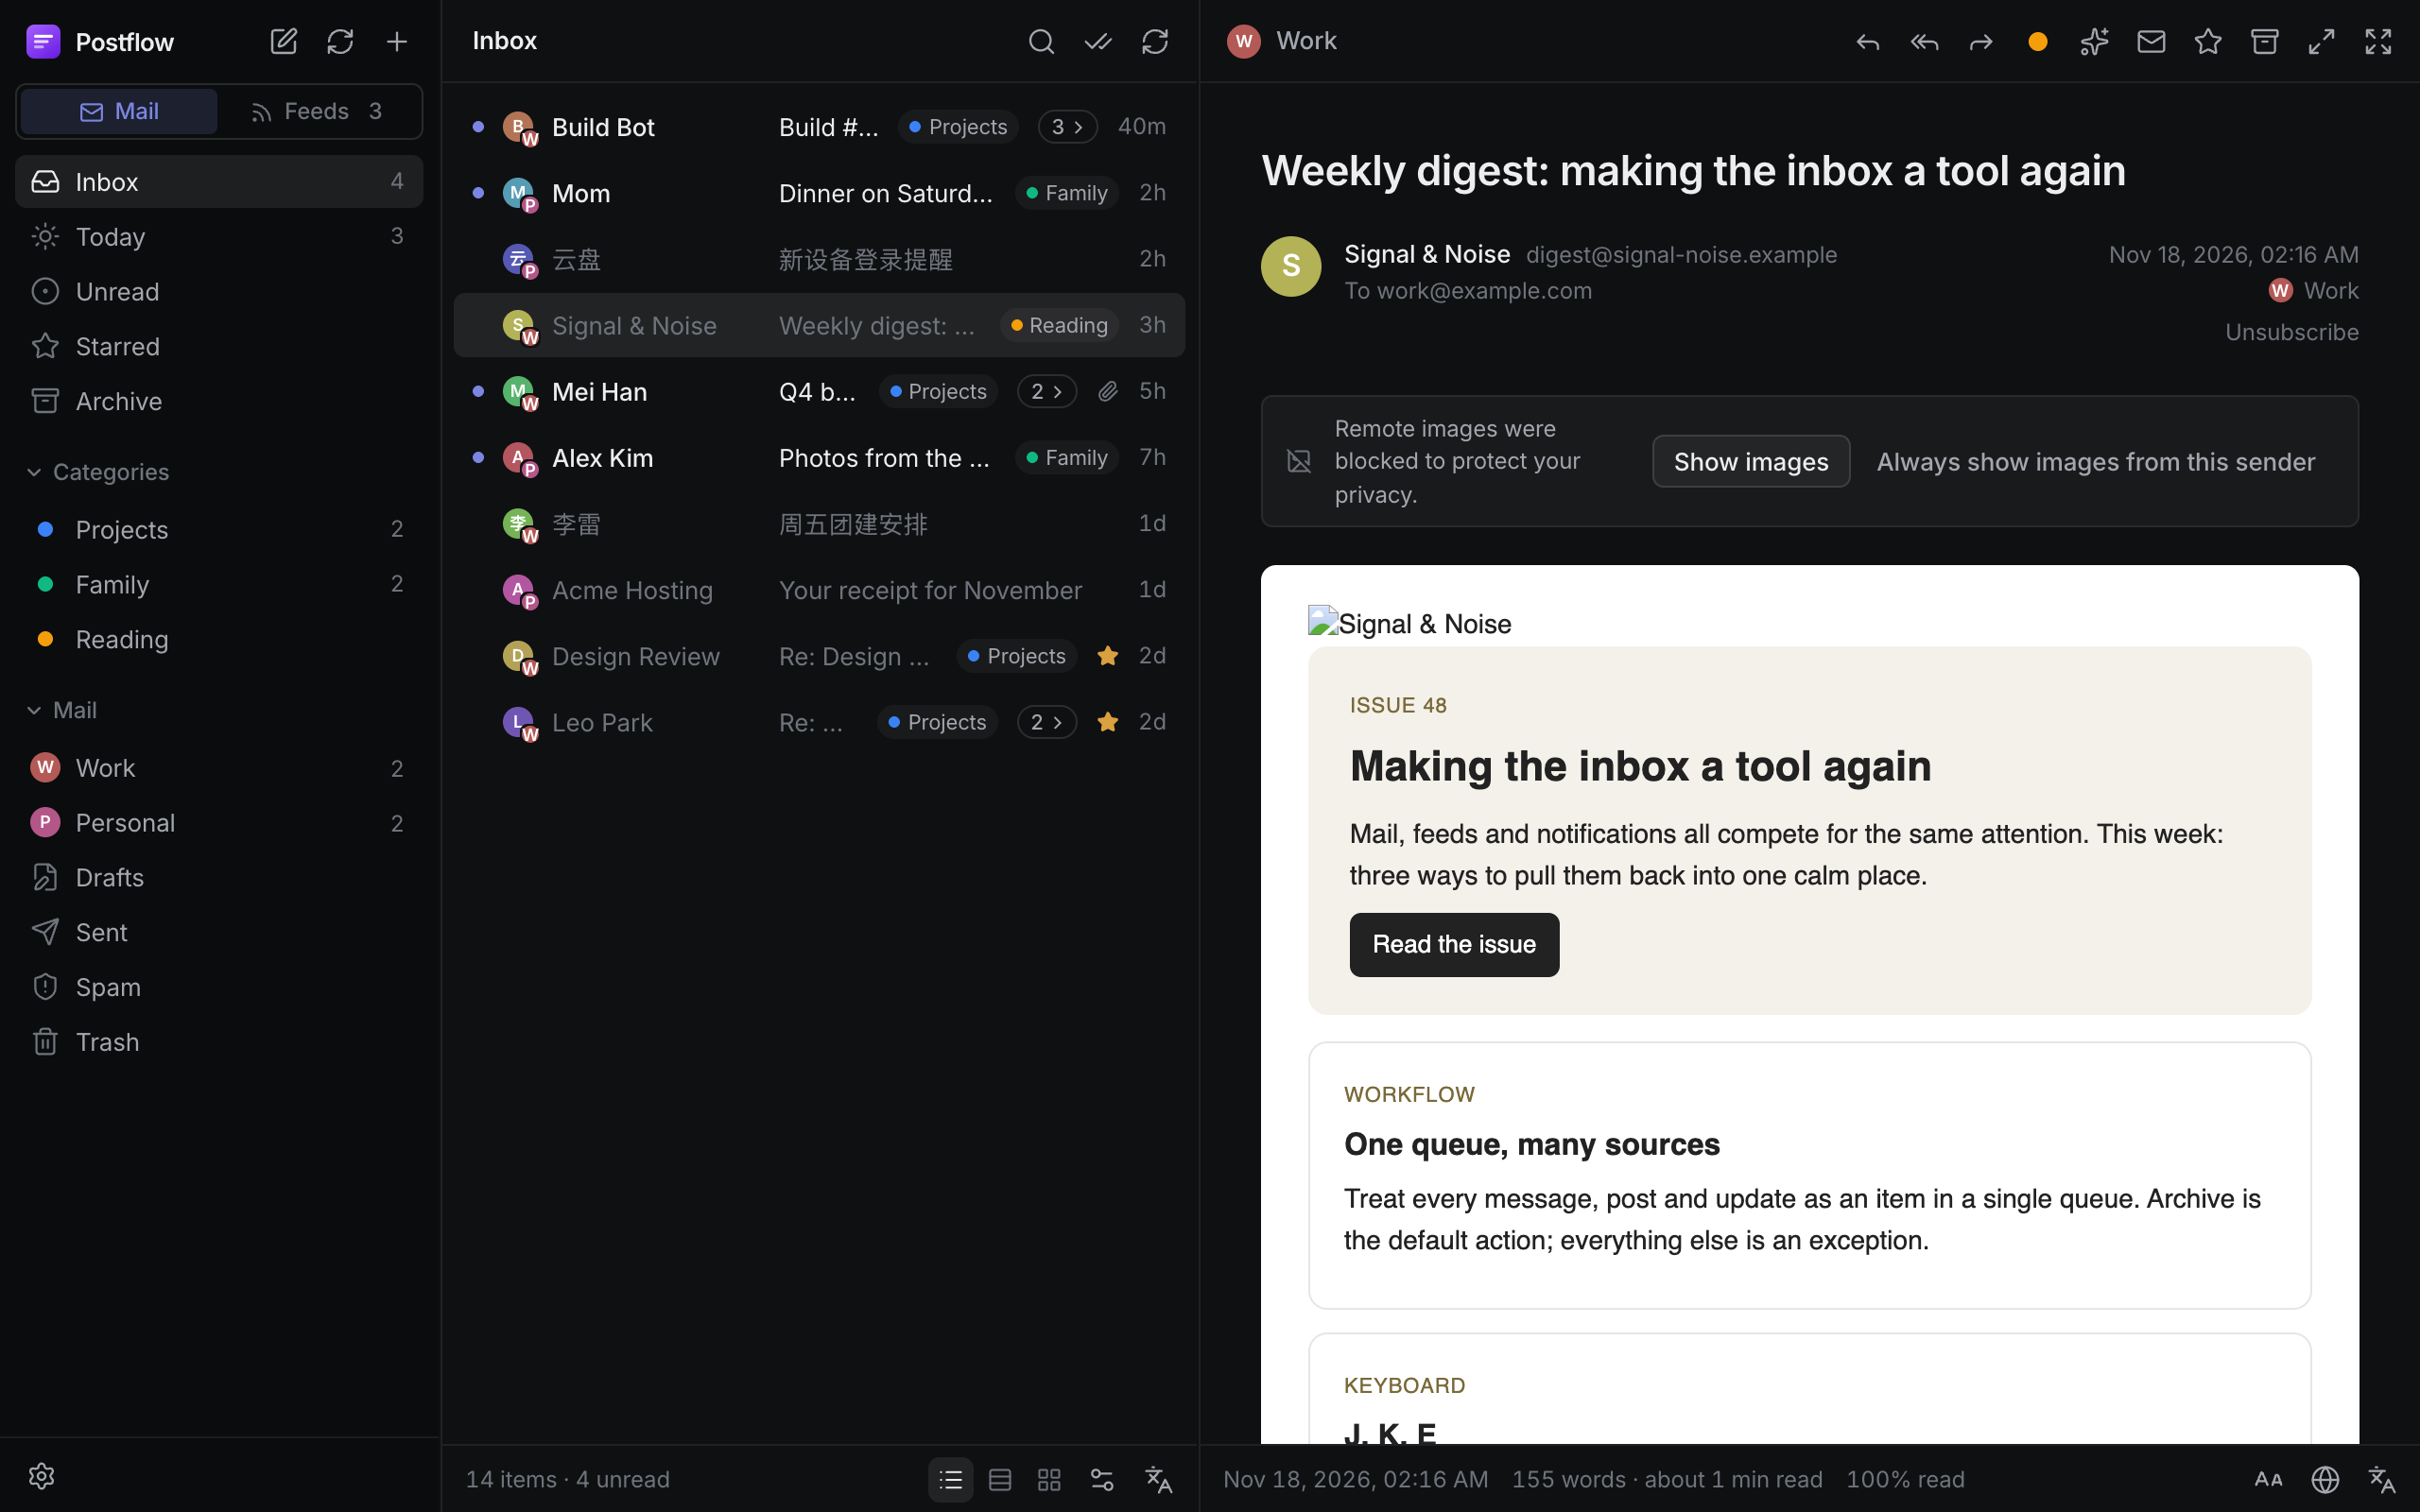 Postflow
Mail
Feeds 3
Inbox 4
Today 3
Unread
Starred
Archive
Categories
Projects 2
Family 2
Reading
Mail
W Work 2
P Personal 2
Drafts
Sent
Spam
Trash
Inbox
B W Build Bot Build #... Projects 3 40m
M P Mom Dinner on Saturd... Family 2h
云 P 云盘 新设备登录提醒 2h
S W Signal & Noise Weekly digest: ... Reading 3h
M W Mei Han Q4 b... Projects 2 5h
A P Alex Kim Photos from the ... Family 7h
李 W 李雷 周五团建安排 1d
A P Acme Hosting Your receipt for November 1d
D W Design Review Re: Design ... Projects 2d
L W Leo Park Re: ... Projects 2 2d
14 items · 4 unread
W Work
Weekly digest: making the inbox a tool again
S
Signal & Noise digest@signal-noise.example
To work@example.com
Nov 18, 2026, 02:16 AM
W Work
Unsubscribe
Remote images were
blocked to protect your
privacy.
Show images
Always show images from this sender
Signal & Noise
ISSUE 48
Making the inbox a tool again
Mail, feeds and notifications all compete for the same attention. This week:
three ways to pull them back into one calm place.
Read the issue
WORKFLOW
One queue, many sources
Treat every message, post and update as an item in a single queue. Archive is
the default action; everything else is an exception.
KEYBOARD
J, K, E
Nov 18, 2026, 02:16 AM 155 words · about 1 min read 100% read